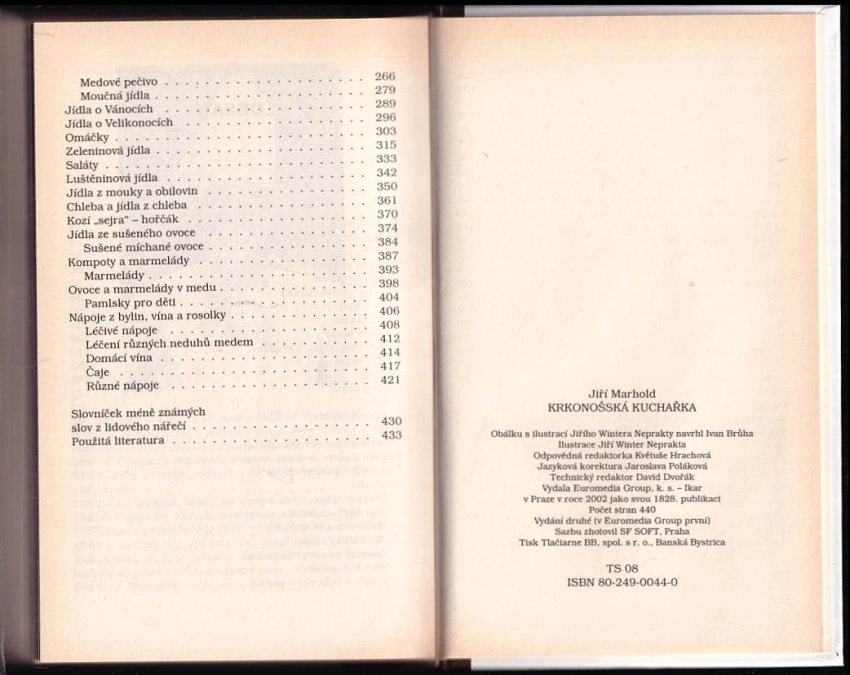 Medové pečivo . . . . . . . . . . . . . . . . . . . . 266
Moučná jídla . . . . . . . . . . . . . . . . . . . . 279
Jídla o Vánocích . . . . . . . . . . . . . . . . . . . . 289
Jídla o Velikonocích . . . . . . . . . . . . . . . . . . . . 296
Omáčky . . . . . . . . . . . . . . . . . . . . 303
Zeleninová jídla . . . . . . . . . . . . . . . . . . . . 315
Saláty . . . . . . . . . . . . . . . . . . . . 333
Luštěninová jídla . . . . . . . . . . . . . . . . . . . . 342
Jídla z mouky a obilovin . . . . . . . . . . . . . . . . 350
Chleba a jídla z chleba . . . . . . . . . . . . . . . . 361
Kozí „sejra" – hořčák . . . . . . . . . . . . . . . . 370
Jídla ze sušeného ovoce . . . . . . . . . . . . . . . . 374
Sušené míchané ovoce . . . . . . . . . . . . . . . . 384
Kompoty a marmelády . . . . . . . . . . . . . . . . 387
Marmelády . . . . . . . . . . . . . . . . . . . . 393
Ovoce a marmelády v medu . . . . . . . . . . . . . . 398
Pamlsky pro děti . . . . . . . . . . . . . . . . . . 404
Nápoje z bylin, vína a rosolky . . . . . . . . . . . . . 406
Léčivé nápoje . . . . . . . . . . . . . . . . . . 408
Léčení různých neduhů medem . . . . . . . . . . 412
Domácí vína . . . . . . . . . . . . . . . . . . 414
Čaje . . . . . . . . . . . . . . . . . . . . 417
Různé nápoje . . . . . . . . . . . . . . . . . . 421
Slovníček méně známých
slov z lidového nářečí . . . . . . . . . . . . . . . . 430
Použitá literatura . . . . . . . . . . . . . . . . . . 433
Jiří Marhold
KRKONOŠSKÁ KUCHAŘKA
Obálku s ilustrací Jiřího Wintera Neprakty navrhl Ivan Brůha
Ilustrace Jiří Winter Neprakta
Odpovědná redaktorka Květuše Hrachová
Jazyková korektura Jaroslava Poláková
Technický redaktor David Dvořák
Vydala Euromedia Group, k. s. – Ikar
v Praze v roce 2002 jako svou 1828. publikaci
Počet stran 440
Vydání druhé (v Euromedia Group první)
Sazbu zhotovil SF SOFT, Praha
Tisk Tlačiarne BB, spol. s r. o., Banská Bystrica
TS 08
ISBN 80-249-0044-0